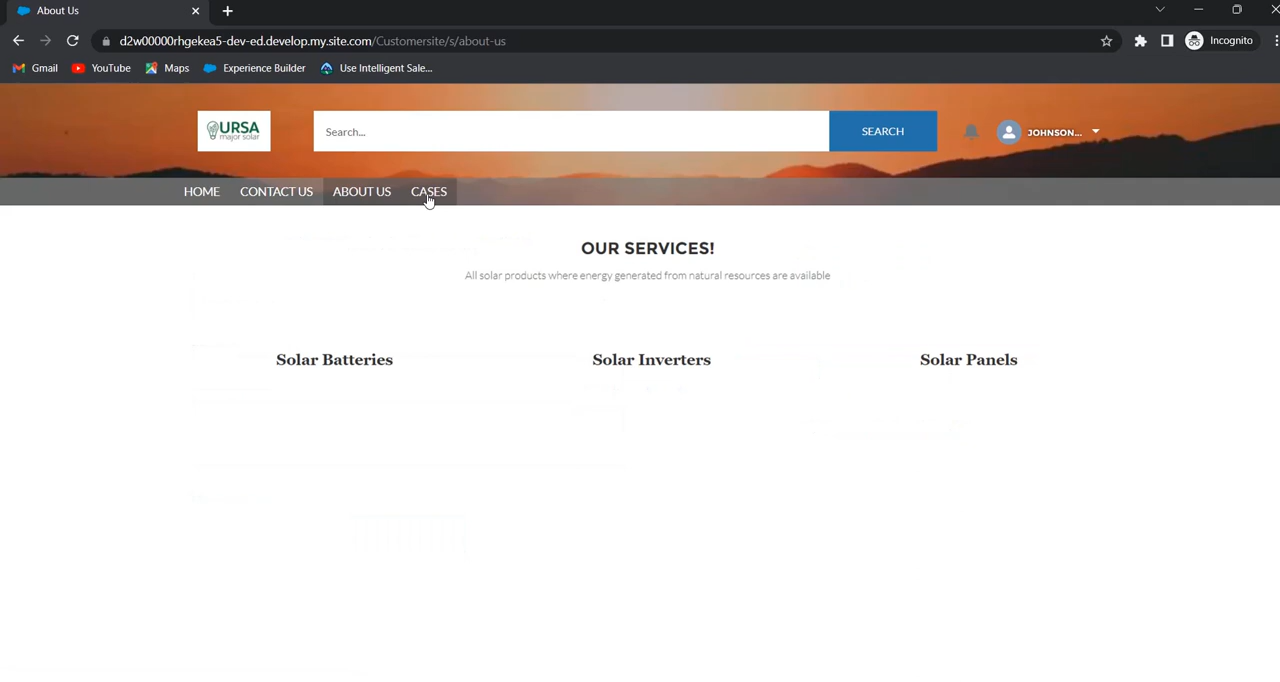 About Us
d2w00000rhgekea5-dev-ed.develop.my.site.com/Customersite/s/about-us
Incognito
Gmail YouTube Maps Experience Builder Use Intelligent Sale...
URSA
major solar
Search...
SEARCH
JOHNSON...
HOME CONTACT US ABOUT US CASES
OUR SERVICES!
All solar products where energy generated from natural resources are available
Solar Batteries Solar Inverters Solar Panels